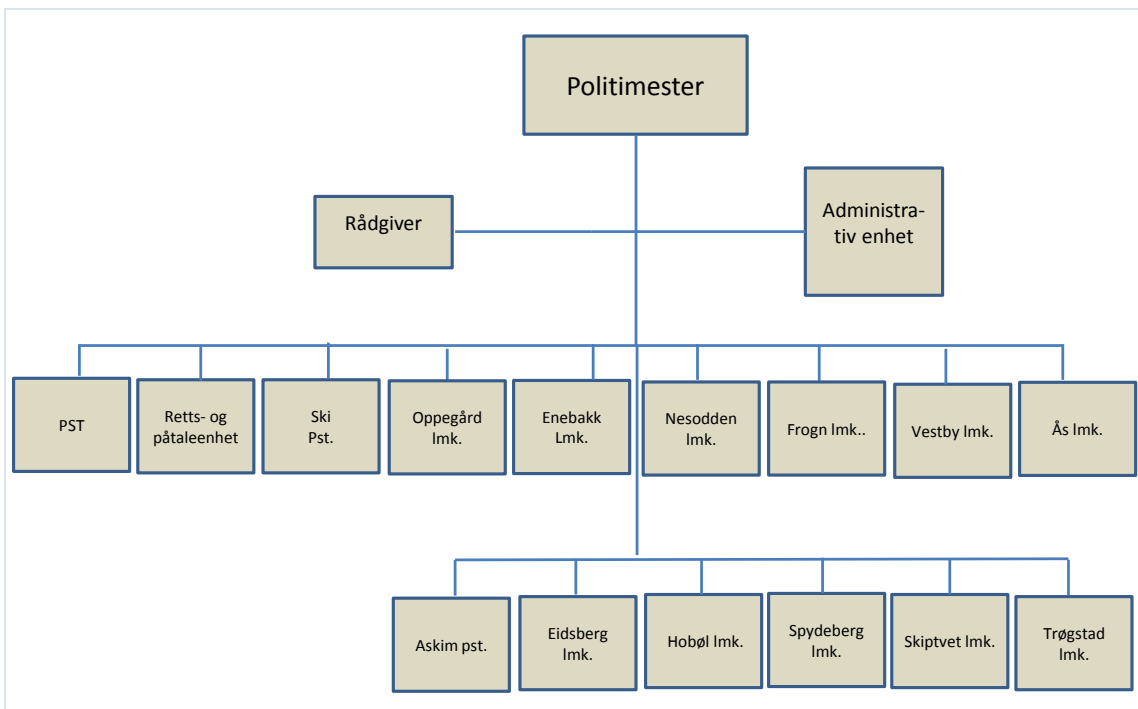 Politimester
Rådgiver
Administra-
tiv enhet
PST
Retts- og
påtaleenhet
Ski
Pst.
Oppegård
lmk.
Enebakk
Lmk.
Nesodden
lmk.
Frogn lmk..
Vestby lmk.
Ås lmk.
Askim pst.
Eidsberg
lmk.
Hobøl lmk.
Spydeberg
lmk.
Skiptvet lmk.
Trøgstad
lmk.